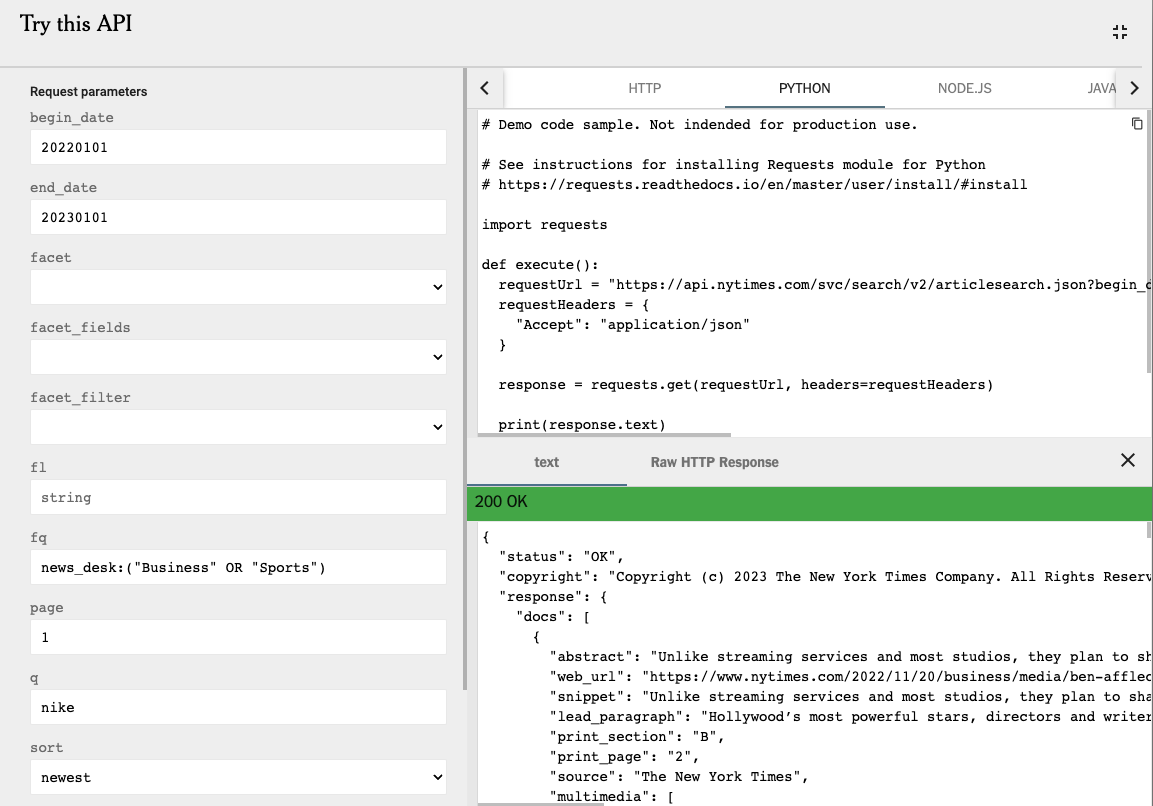 Try this API
Request parameters
begin_date
20220101
end_date
20230101
facet
facet_fields
facet_filter
fl
string
fq
news_desk:("Business" OR "Sports")
page
1
q
nike
sort
newest
HTTP PYTHON NODE.JS JAVA
# Demo code sample. Not indended for production use.
# See instructions for installing Requests module for Python
# https://requests.readthedocs.io/en/master/user/install/#install
import requests
def execute():
requestUrl = "https://api.nytimes.com/svc/search/v2/articlesearch.json?begin_d
requestHeaders = {
"Accept": "application/json"
}
response = requests.get(requestUrl, headers=requestHeaders)
print(response.text)
text Raw HTTP Response
200 OK
{
"status": "OK",
"copyright": "Copyright (c) 2023 The New York Times Company. All Rights Reserv
"response": {
"docs": [
{
"abstract": "Unlike streaming services and most studios, they plan to sh
"web_url": "https://www.nytimes.com/2022/11/20/business/media/ben-afflec
"snippet": "Unlike streaming services and most studios, they plan to sha
"lead_paragraph": "Hollywood’s most powerful stars, directors and writer
"print_section": "B",
"print_page": "2",
"source": "The New York Times",
"multimedia": [